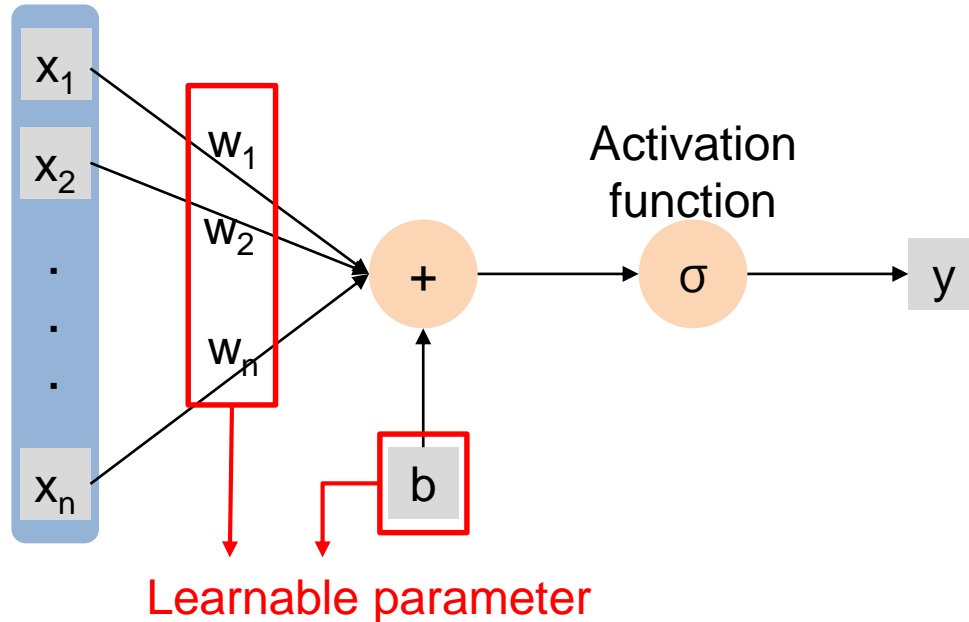 x₁
x₂
.
.
.
xₙ
w₁
w₂
wₙ
+
b
Activation
function
σ
y
Learnable parameter